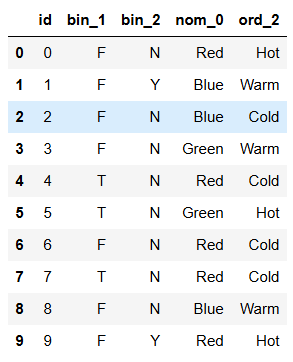 id bin_1 bin_2 nom_0 ord_2
0 0 F N Red Hot
1 1 F Y Blue Warm
2 2 F N Blue Cold
3 3 F N Green Warm
4 4 T N Red Cold
5 5 T N Green Hot
6 6 F N Red Cold
7 7 T N Red Cold
8 8 F N Blue Warm
9 9 F Y Red Hot